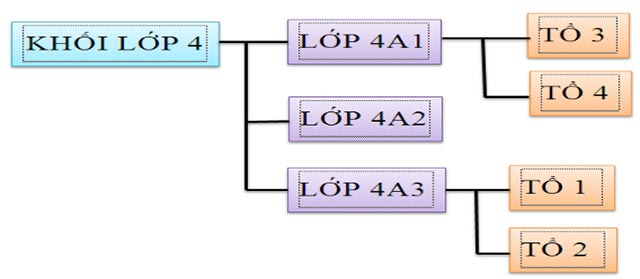 KHỐI LỚP 4
LỚP 4A1
TỔ 3
TỔ 4
LỚP 4A2
LỚP 4A3
TỔ 1
TỔ 2